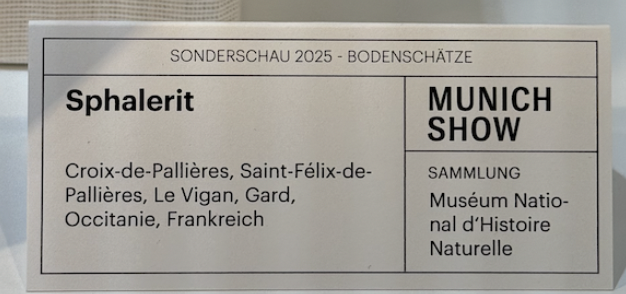 SONDERSCHAU 2025 - BODENSCHÄTZE
Sphalerit
Croix-de-Pallières, Saint-Félix-de-
Pallières, Le Vigan, Gard,
Occitanie, Frankreich
MUNICH
SHOW
SAMMLUNG
Muséum Natio-
nal d'Histoire
Naturelle